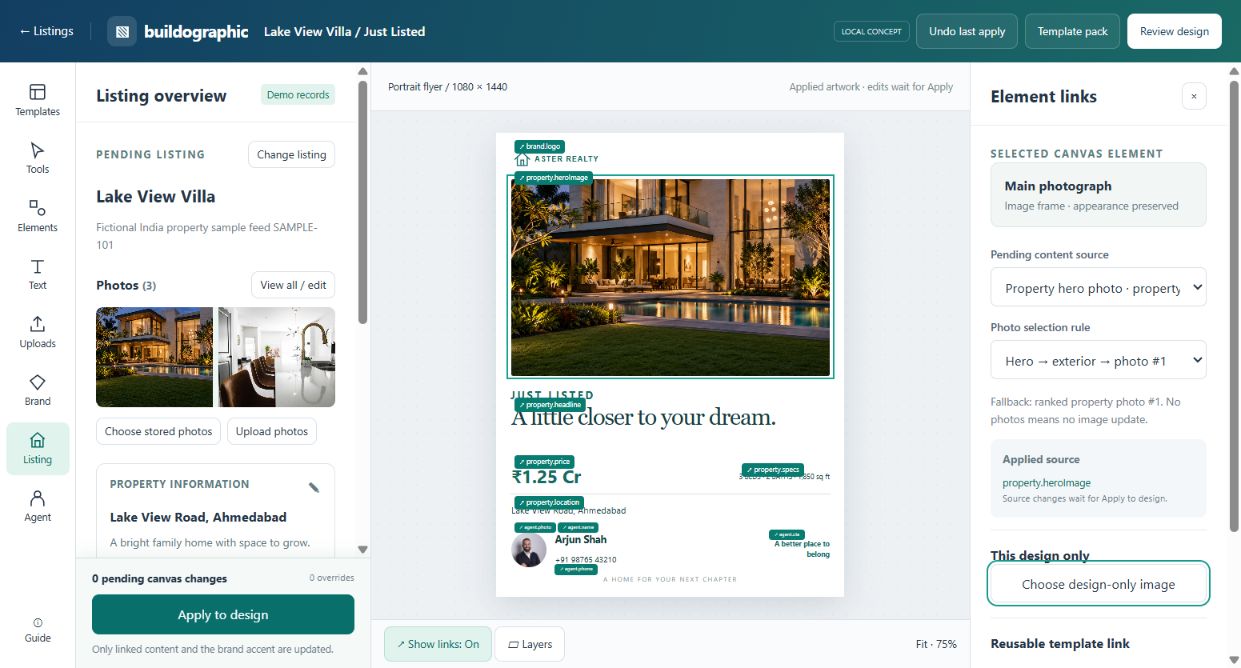 ← Listings
buildographic
Lake View Villa / Just Listed
LOCAL CONCEPT
Undo last apply
Template pack
Review design
Templates
Tools
Elements
Text
Uploads
Brand
Listing
Agent
Guide
Listing overview
Demo records
PENDING LISTING
Change listing
Lake View Villa
Fictional India property sample feed SAMPLE-
101
Photos (3)
View all / edit
Choose stored photos
Upload photos
PROPERTY INFORMATION
Lake View Road, Ahmedabad
A bright family home with space to grow.
0 pending canvas changes
0 overrides
Apply to design
Only linked content and the brand accent are updated.
Portrait flyer / 1080 × 1440
Applied artwork · edits wait for Apply
brand.logo
ASTER REALTY
property.heroImage
JUST LISTED
property.headline
A little closer to your dream.
property.price
₹1.25 Cr
property.specs
property.location
Lake View Road, Ahmedabad
agent.photo
agent.name
Arjun Shah
+91 98765 43210
agent.phone
agent.cta
A better place to
belong
A HOME FOR YOUR NEXT CHAPTER
↗ Show links: On
Layers
Fit · 75%
Element links
×
SELECTED CANVAS ELEMENT
Main photograph
Image frame · appearance preserved
Pending content source
Property hero photo · property
Photo selection rule
Hero → exterior → photo #1
Fallback: ranked property photo #1. No
photos means no image update.
Applied source
property.heroImage
Source changes wait for Apply to design.
This design only
Choose design-only image
Reusable template link